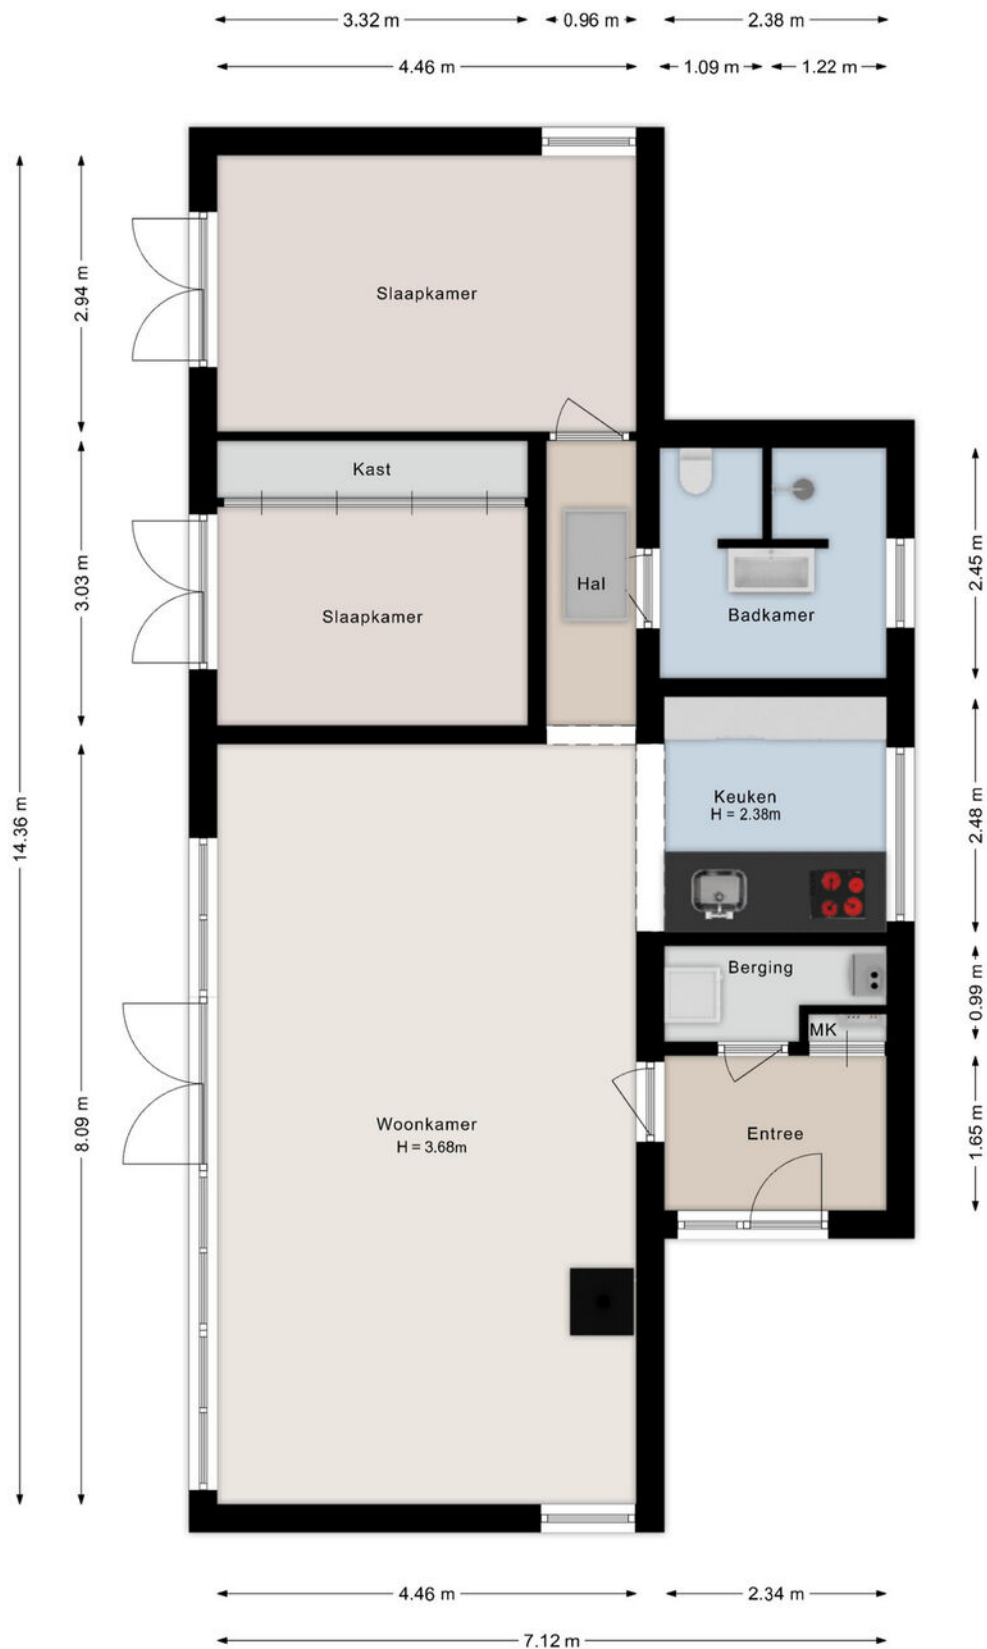 3.32 m
0.96 m
2.38 m
4.46 m
1.09 m
1.22 m
14.36 m
2.94 m
3.03 m
8.09 m
Slaapkamer
Kast
Slaapkamer
Hal
Badkamer
2.45 m
Keuken
H = 2.38m
2.48 m
Berging
MK
0.99 m
Woonkamer
H = 3.68m
Entree
1.65 m
4.46 m
2.34 m
7.12 m